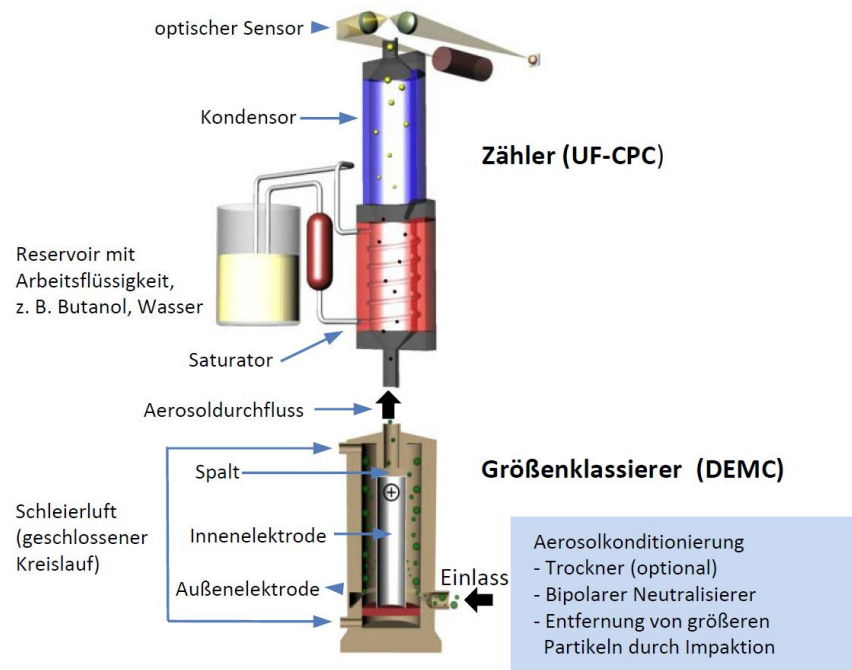 optischer Sensor
Kondensor
Zähler (UF-CPC)
Reservoir mit
Arbeitsflüssigkeit,
z. B. Butanol, Wasser
Saturator
Aerosoldurchfluss
Größenklassierer (DEMC)
Spalt
+
Schleierluft
(geschlossener
Kreislauf)
Innenelektrode
Außenelektrode
Einlass
Aerosolkonditionierung
- Trockner (optional)
- Bipolarer Neutralisierer
- Entfernung von größeren
Partikeln durch Impaktion